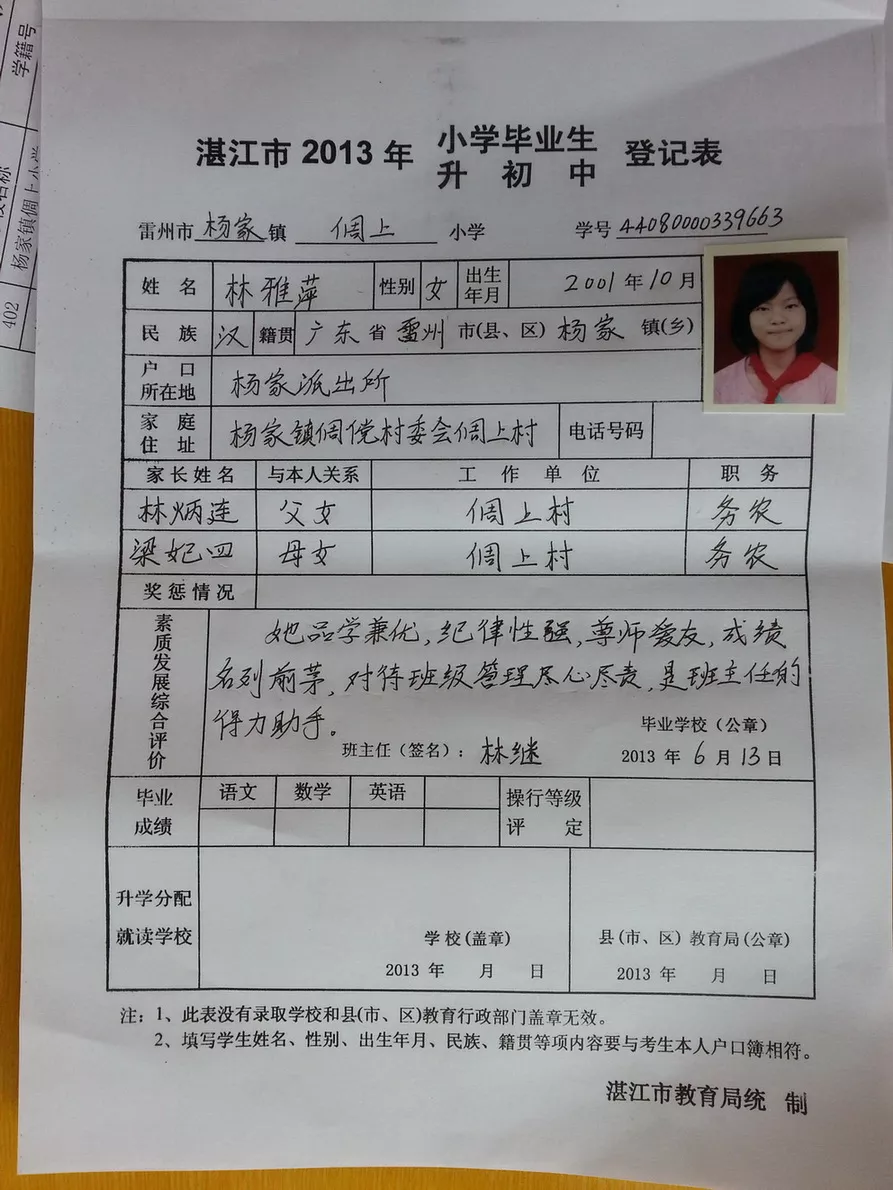 学籍号
杨家镇倜上小学
402
湛江市 2013 年 小学毕业生 登记表
升 初 中
雷州市 杨家 镇 倜上 小学 学号 44080000339663
姓 名 林雅萍 性别 女 出生年月 2001 年 10 月
民 族 汉 籍贯 广东 省 雷州 市(县、区) 杨家 镇(乡)
户 口 所在地 杨家派出所
家 庭 住 址 杨家镇倜傥村委会倜上村 电话号码
家长姓名 与本人关系 工 作 单 位 职 务
林炳连 父女 倜上村 务农
梁妃四 母女 倜上村 务农
奖惩情况
素质发展综合评价
她品学兼优,纪律性强,尊师爱友,成绩
名列前茅,对待班级管理尽心尽责,是班主任的
得力助手。
毕业学校(公章)
班主任(签名): 林继 2013 年 6 月 13 日
毕业成绩 语文 数学 英语 操行等级评 定
升学分配
就读学校
学校(盖章) 县(市、区)教育局(公章)
2013 年 月 日 2013 年 月 日
注:1、此表没有录取学校和县(市、区)教育行政部门盖章无效。
2、填写学生姓名、性别、出生年月、民族、籍贯等项内容要与考生本人户口簿相符。
湛江市教育局统 制